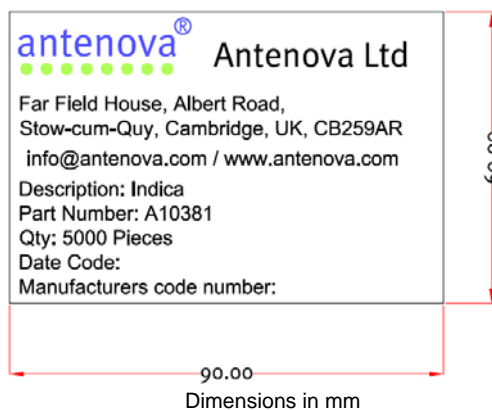 antenova®
Antenova Ltd
Far Field House, Albert Road,
Stow-cum-Quy, Cambridge, UK, CB259AR
info@antenova.com / www.antenova.com
Description: Indica
Part Number: A10381
Qty: 5000 Pieces
Date Code:
Manufacturers code number:
90.00
Dimensions in mm